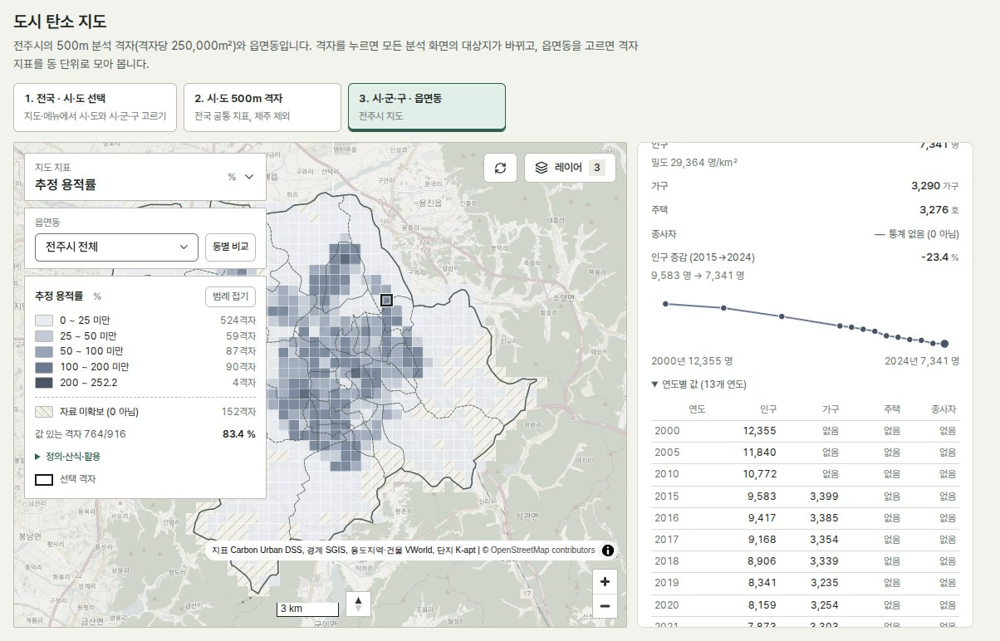 도시 탄소 지도
전주시의 500m 분석 격자(격자당 250,000m²)와 읍면동입니다. 격자를 누르면 모든 분석 화면의 대상지가 바뀌고, 읍면동을 고르면 격자
지표를 동 단위로 모아 봅니다.
1. 전국 · 시·도 선택
지도·메뉴에서 시·도와 시·군·구 고르기
2. 시·도 500m 격자
전국 공통 지표, 제주 제외
3. 시·군·구 · 읍면동
전주시 지도
지도 지표
추정 용적률
%
레이어 3
읍면동
전주시 전체
동별 비교
추정 용적률 %
범례 접기
0 ~ 25 미만 524격자
25 ~ 50 미만 59격자
50 ~ 100 미만 87격자
100 ~ 200 미만 90격자
200 ~ 252.2 4격자
자료 미확보 (0 아님) 152격자
값 있는 격자 764/916 83.4 %
정의·산식·활용
선택 격자
용진읍
소양면
상관면
봉남면
금산면
구이면
금산리
17
지표 Carbon Urban DSS, 경계 SGIS, 용도지역·건물 VWorld, 단지 K-apt | © OpenStreetMap contributors
3 km
인구 7,341 명
밀도 29,364 명/km²
가구 3,290 가구
주택 3,276 호
종사자 — 통계 없음 (0 아님)
인구 증감 (2015→2024) -23.4 %
9,583 명 → 7,341 명
2000년 12,355 명 2024년 7,341 명
연도별 값 (13개 연도)
연도 인구 가구 주택 종사자
2000 12,355 없음 없음 없음
2005 11,840 없음 없음 없음
2010 10,772 없음 없음 없음
2015 9,583 3,399 없음 없음
2016 9,417 3,385 없음 없음
2017 9,168 3,354 없음 없음
2018 8,906 3,339 없음 없음
2019 8,341 3,235 없음 없음
2020 8,159 3,254 없음 없음
2021 7,873 3,303 없음 없음